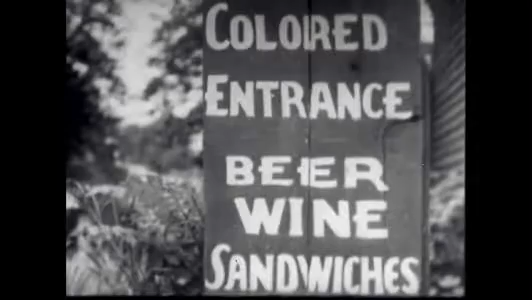 COLORED
ENTRANCE
BEER
WINE
SANDWICHES